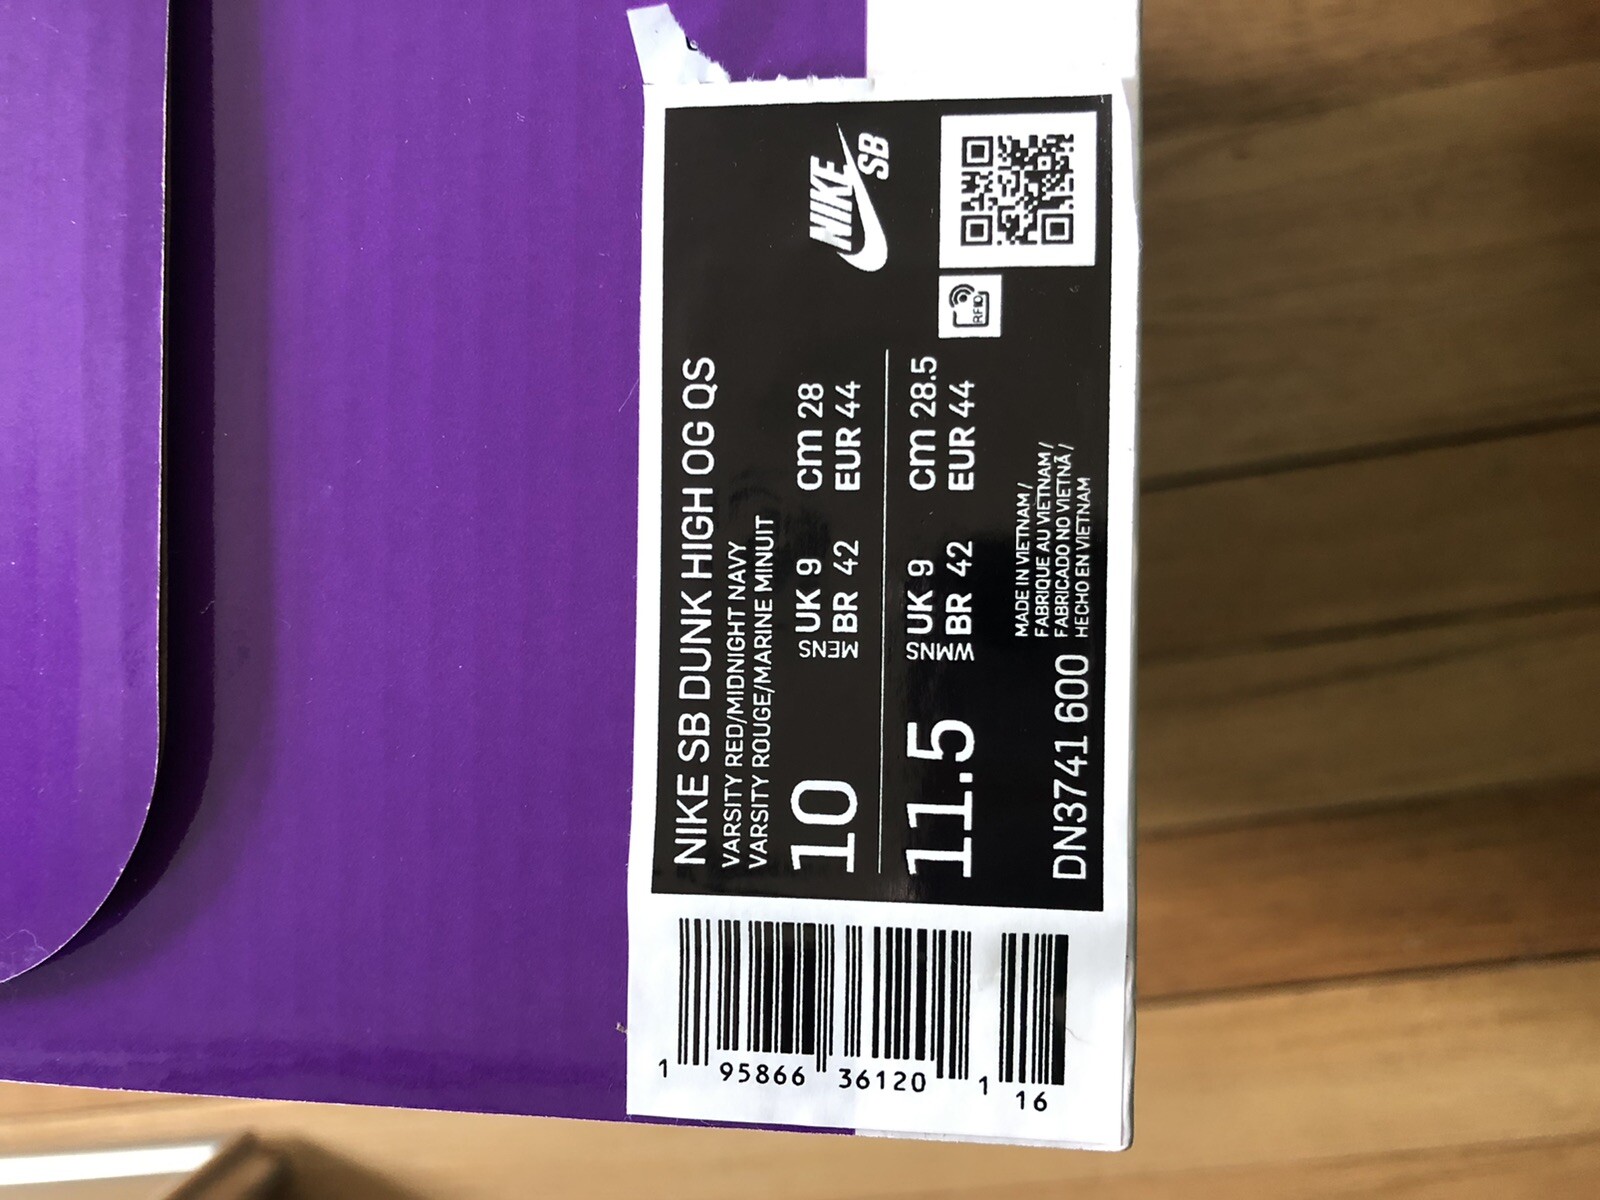 NIKE SB DUNK HIGH OG QS
VARSITY RED/MIDNIGHT NAVY
VARSITY ROUGE/MARINE MINUIT
NIKE
SB
10
MENS
UK 9 cm 28
BR 42 EUR 44
11.5
WMNS
UK 9 cm 28.5
BR 42 EUR 44
RFID
DN3741 600
MADE IN VIETNAM /
FABRIQUE AU VIETNAM /
FABRICADO NO VIETNÃ /
HECHO EN VIETNAM
1 95866 36120 1
16